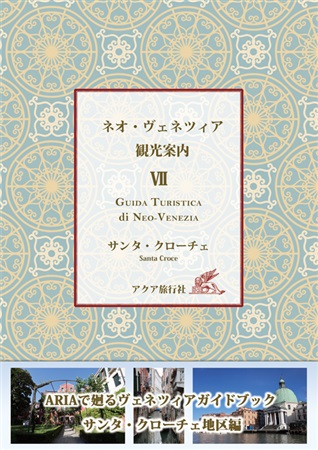 ネオ・ヴェネツィア
観光案内
Ⅶ
GUIDA TURISTICA
di NEO-VENEZIA
サンタ・クローチェ
Santa Croce
アクア旅行社
ARIAで廻るヴェネツィアガイドブック
サンタ・クローチェ地区編